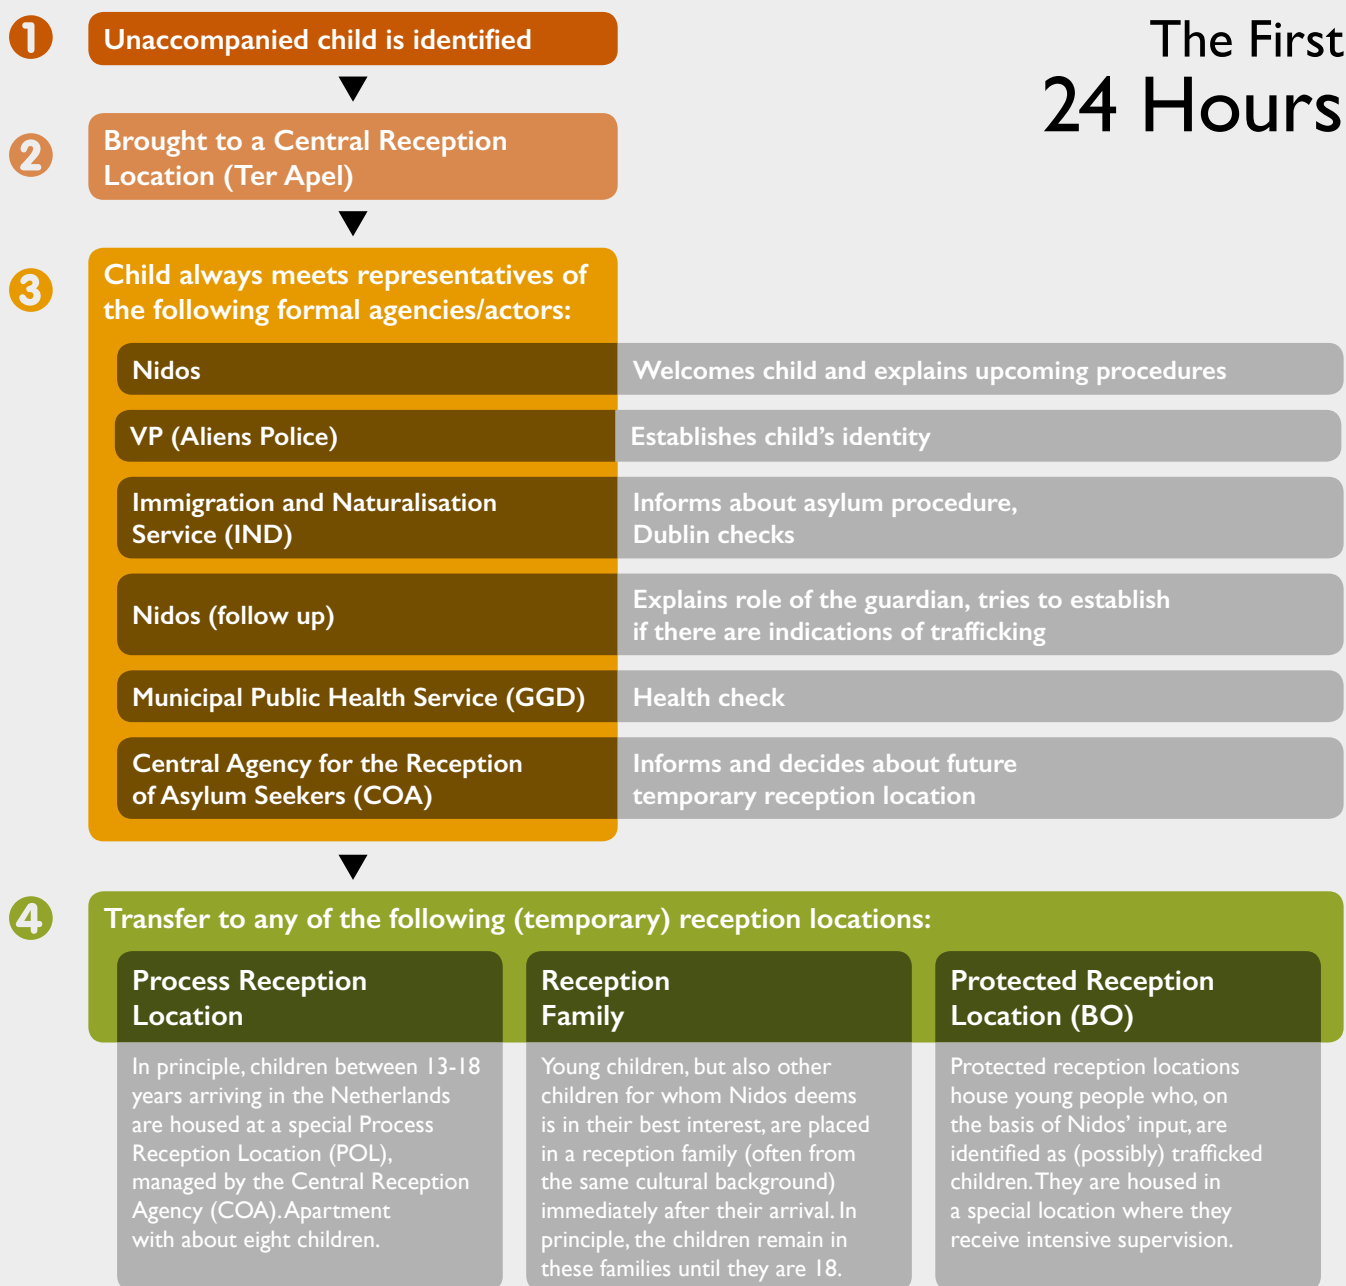 The First
24 Hours
1
Unaccompanied child is identified
2
Brought to a Central Reception
Location (Ter Apel)
3
Child always meets representatives of
the following formal agencies/actors:
Nidos
Welcomes child and explains upcoming procedures
VP (Aliens Police)
Establishes child's identity
Immigration and Naturalisation
Service (IND)
Informs about asylum procedure,
Dublin checks
Nidos (follow up)
Explains role of the guardian, tries to establish
if there are indications of trafficking
Municipal Public Health Service (GGD)
Health check
Central Agency for the Reception
of Asylum Seekers (COA)
Informs and decides about future
temporary reception location
4
Transfer to any of the following (temporary) reception locations:
Process Reception
Location
In principle, children between 13-18
years arriving in the Netherlands
are housed at a special Process
Reception Location (POL),
managed by the Central Reception
Agency (COA). Apartment
with about eight children.
Reception
Family
Young children, but also other
children for whom Nidos deems
is in their best interest, are placed
in a reception family (often from
the same cultural background)
immediately after their arrival. In
principle, the children remain in
these families until they are 18.
Protected Reception
Location (BO)
Protected reception locations
house young people who, on
the basis of Nidos' input, are
identified as (possibly) trafficked
children. They are housed in
a special location where they
receive intensive supervision.